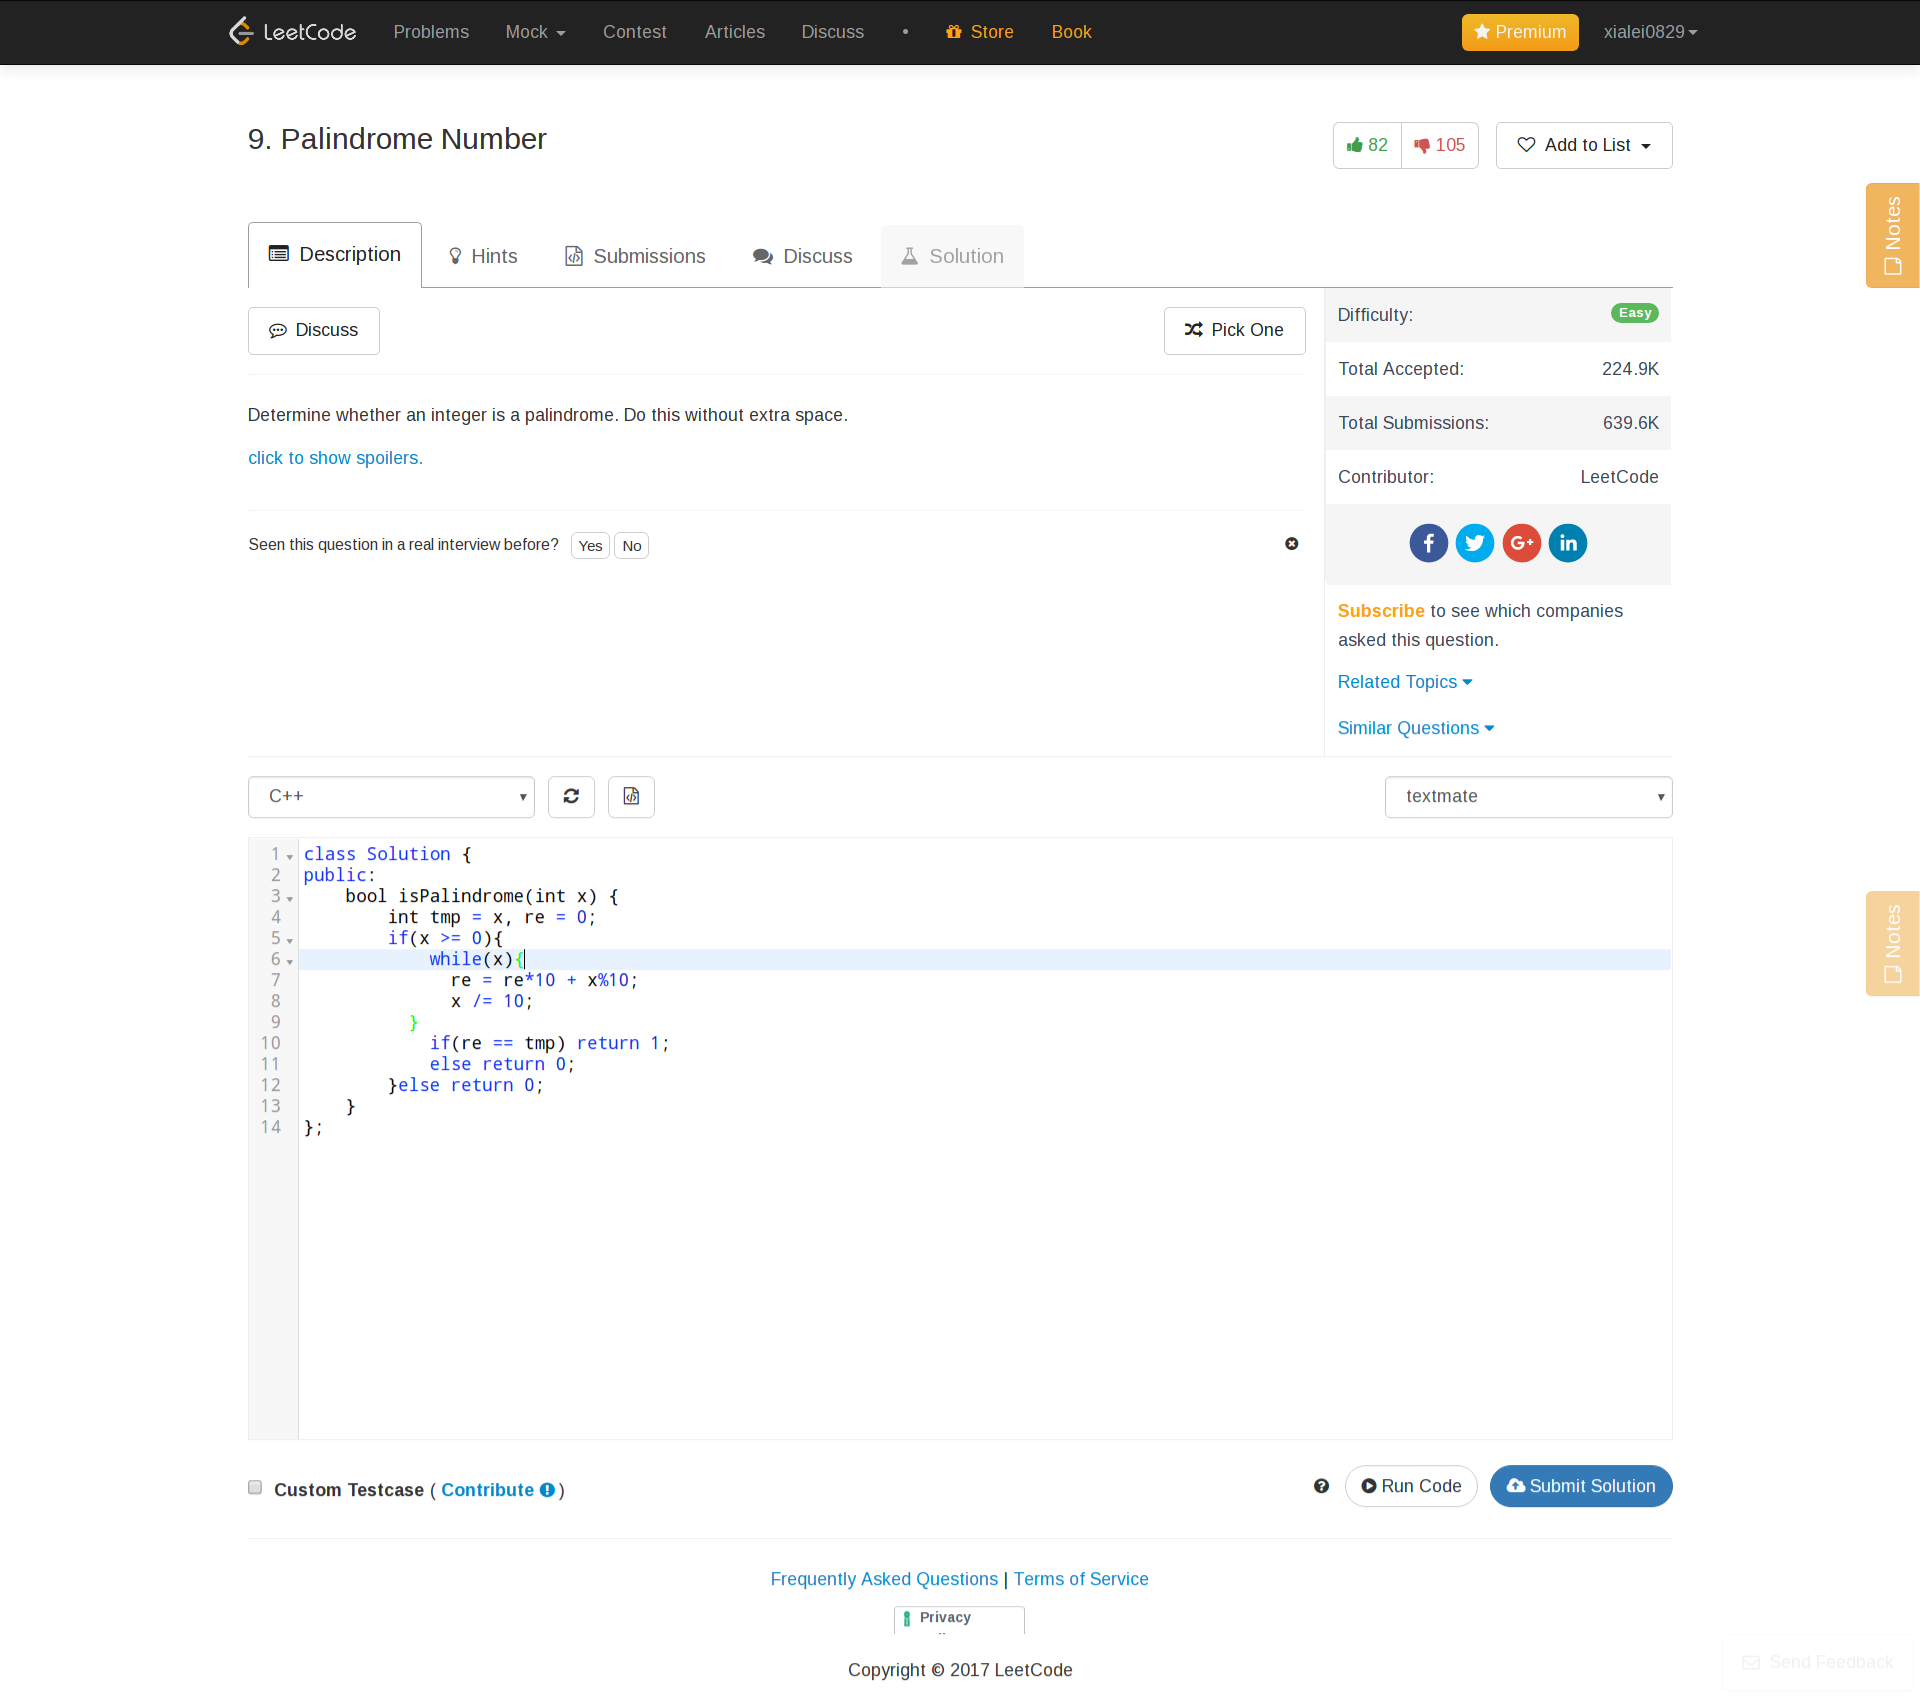 LeetCode Problems Mock Contest Articles Discuss • Store Book Premium xialei0829
9. Palindrome Number
82 105 Add to List
Notes
Description Hints Submissions Discuss Solution
Discuss Pick One
Difficulty: Easy
Total Accepted: 224.9K
Determine whether an integer is a palindrome. Do this without extra space.
Total Submissions: 639.6K
click to show spoilers.
Contributor: LeetCode
Seen this question in a real interview before? Yes No
Subscribe to see which companies
asked this question.
Related Topics
Similar Questions
C++ textmate
1 class Solution {
2 public:
3     bool isPalindrome(int x) {
4         int tmp = x, re = 0;
5         if(x >= 0){
6             while(x){
7               re = re*10 + x%10;
8               x /= 10;
9           }
10             if(re == tmp) return 1;
11             else return 0;
12         }else return 0;
13     }
14 };
Notes
Custom Testcase ( Contribute ) Run Code Submit Solution
Frequently Asked Questions | Terms of Service
Privacy
Copyright © 2017 LeetCode
Send Feedback